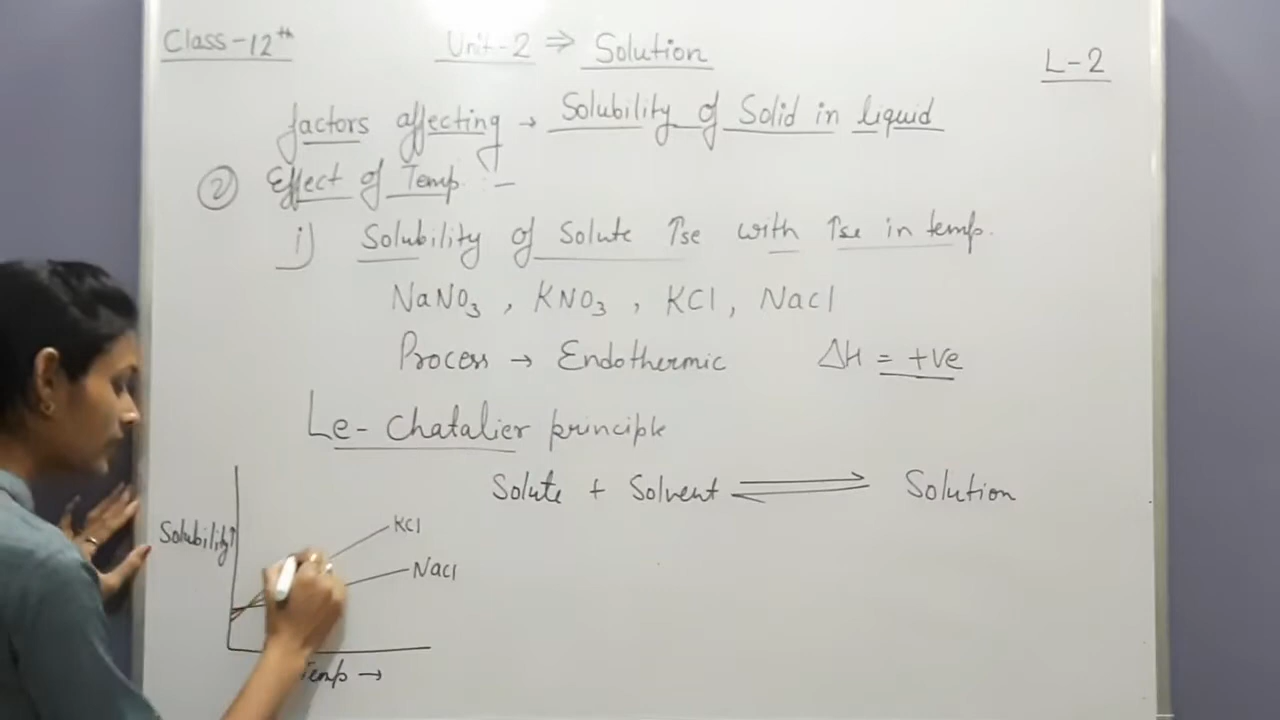 Class-12th
Unit-2 ⇒ Solution
L-2
factors affecting → Solubility of Solid in liquid
② Effect of Temp :-
i) Solubility of Solute ↑se with ↑se in temp.
NaNO₃ , KNO₃ , KCl , NaCl
Process → Endothermic ΔH = +ve
Le-Chatalier principle
Solute + Solvent ⇌ Solution
Solubility↑
KCl
NaCl
Temp →